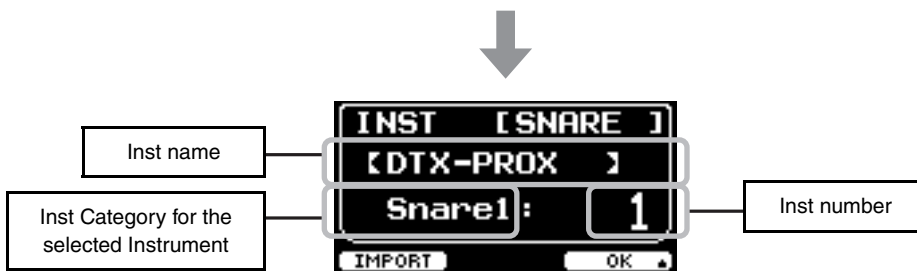 INST [SNARE ]
Inst name
【DTX-PROX 】
Inst Category for the
selected Instrument
Snare1: 1
Inst number
IMPORT OK